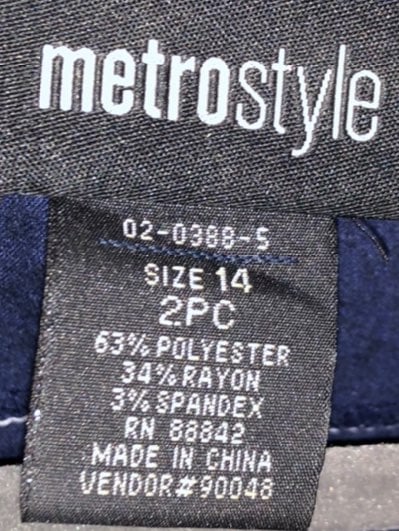 metrostyle
02-0388-5
SIZE 14
2PC
63% POLYESTER
34% RAYON
3% SPANDEX
RN 88842
MADE IN CHINA
VENDOR#90048